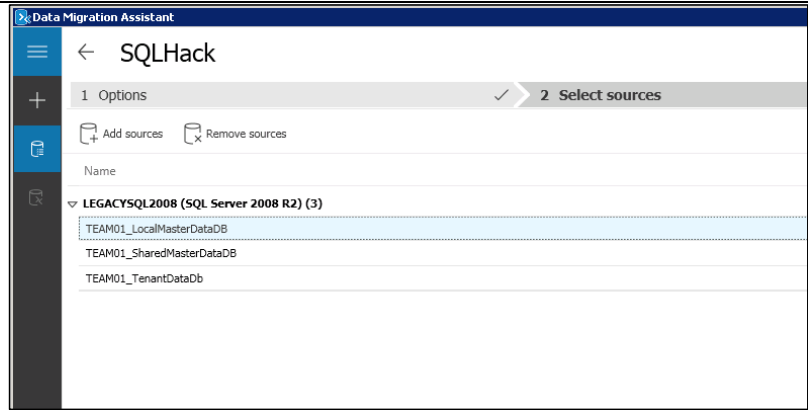 Data Migration Assistant
SQLHack
1 Options 2 Select sources
Add sources Remove sources
Name
LEGACYSQL2008 (SQL Server 2008 R2) (3)
TEAM01_LocalMasterDataDB
TEAM01_SharedMasterDataDB
TEAM01_TenantDataDb